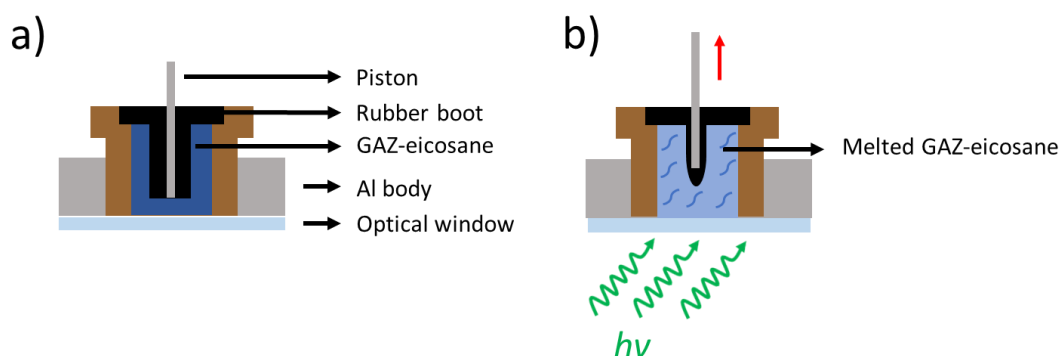 a)
Piston
Rubber boot
GAZ-eicosane
Al body
Optical window
b)
Melted GAZ-eicosane
hν